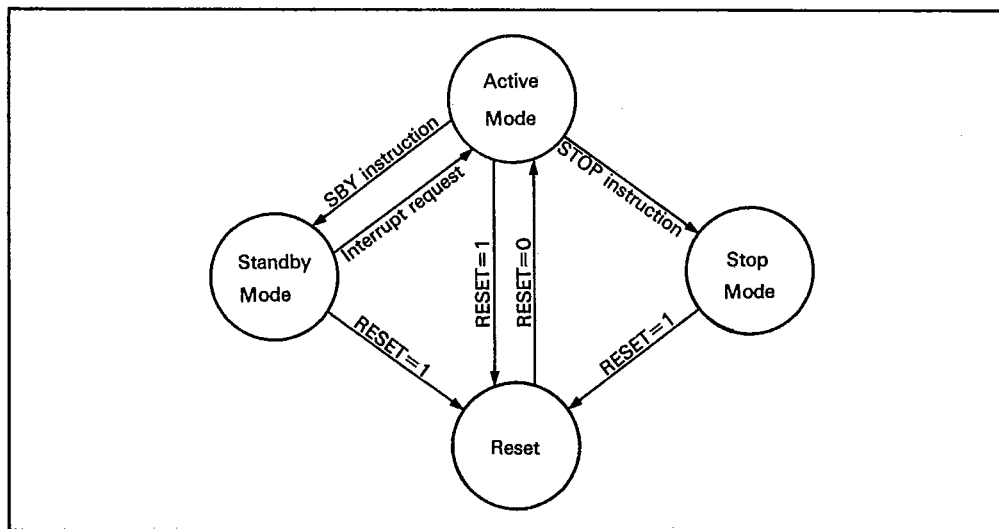 Active
Mode
SBY instruction
Interrupt request
STOP instruction
RESET=1
RESET=0
Standby
Mode
Stop
Mode
RESET=1
RESET=1
Reset